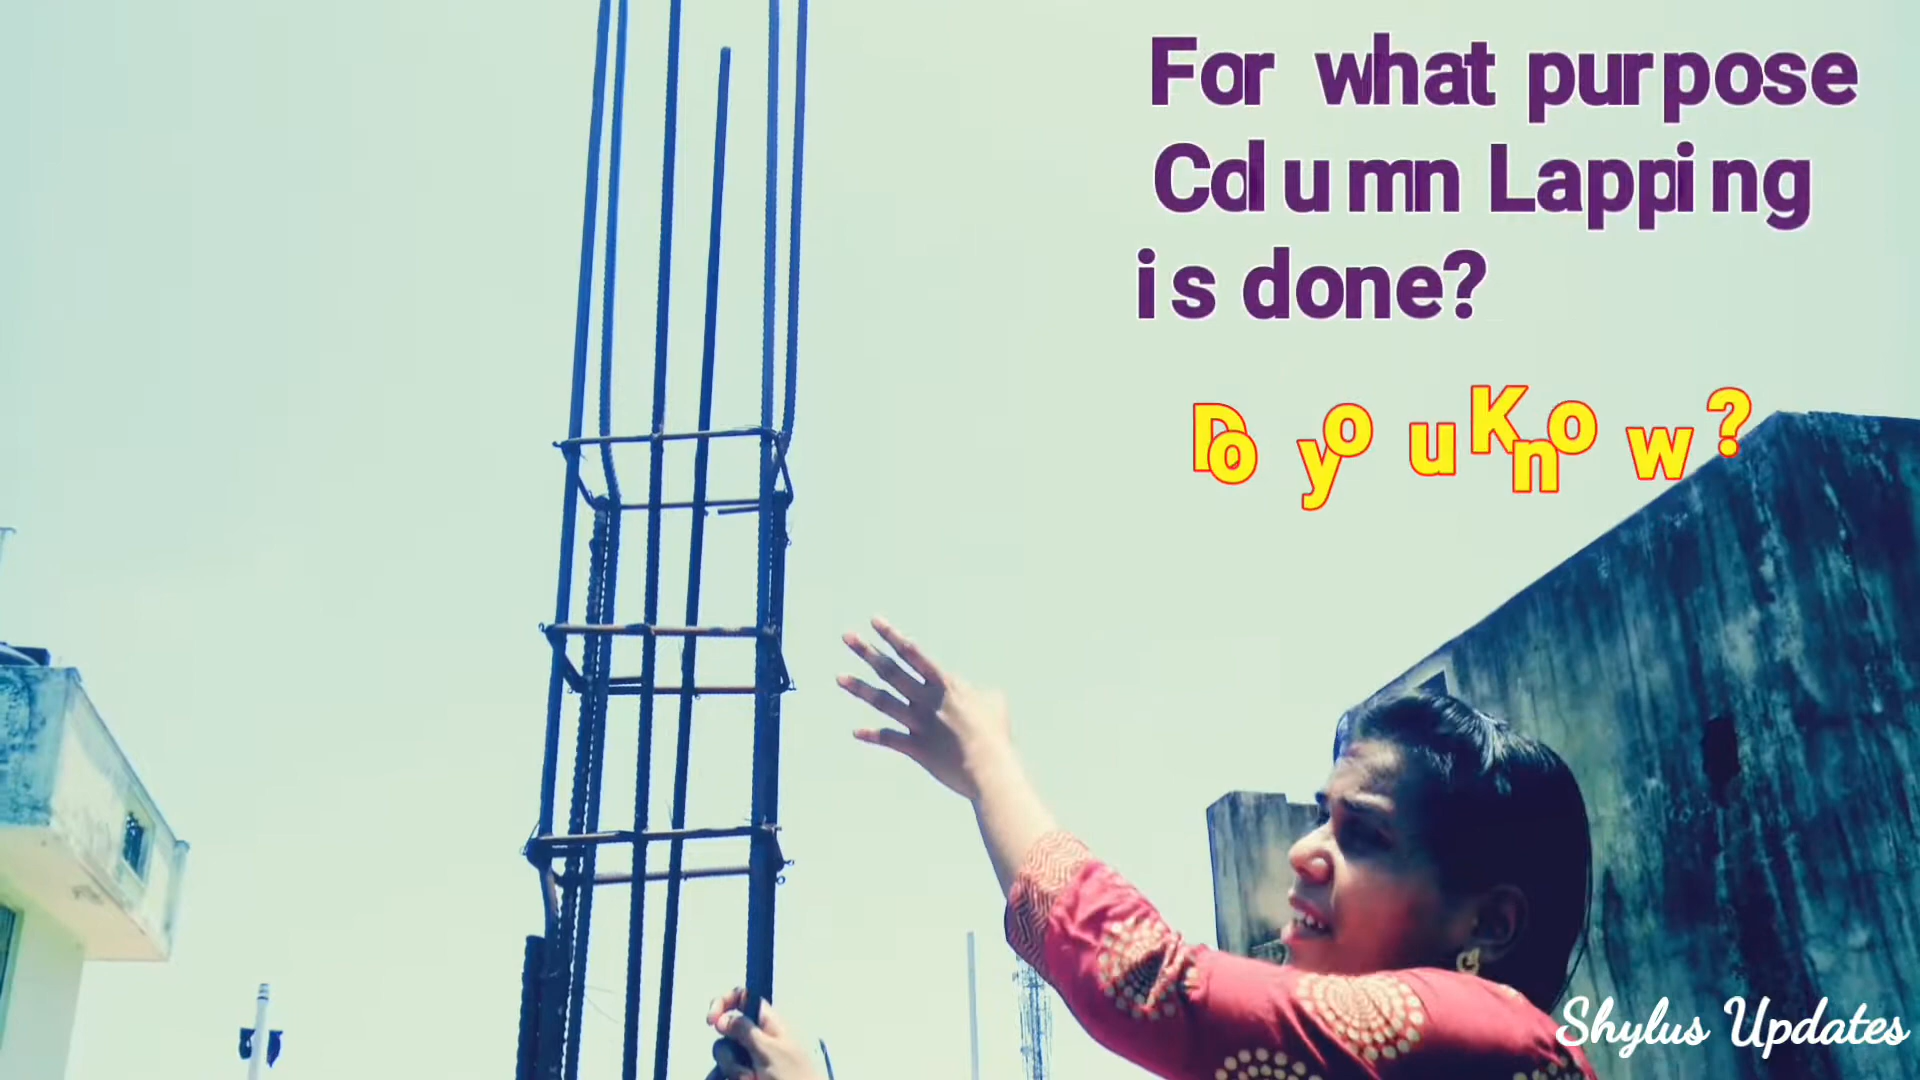 For what purpose
Column Lapping
is done?
Do you Know?
Shylus Updates